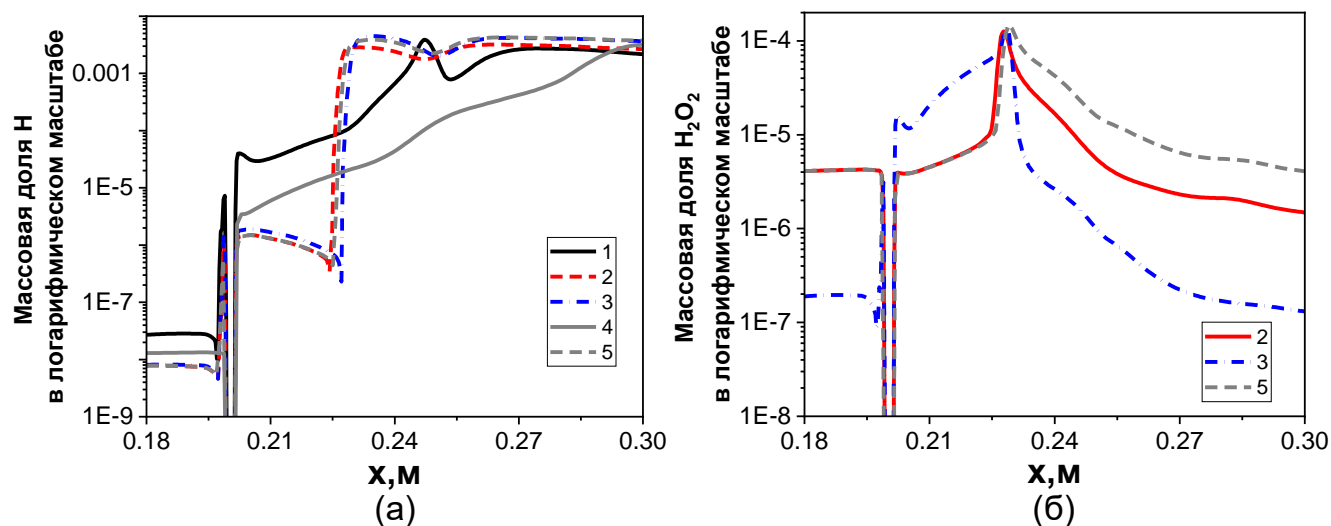 Массовая доля H
в логарифмическом масштабе
0.001
1E-5
1E-7
1E-9
0.18
0.21
0.24
0.27
0.30
x,м
1
2
3
4
5
(а)
Массовая доля H₂O₂
в логарифмическом масштабе
1E-4
1E-5
1E-6
1E-7
1E-8
0.18
0.21
0.24
0.27
0.30
x,м
2
3
5
(б)